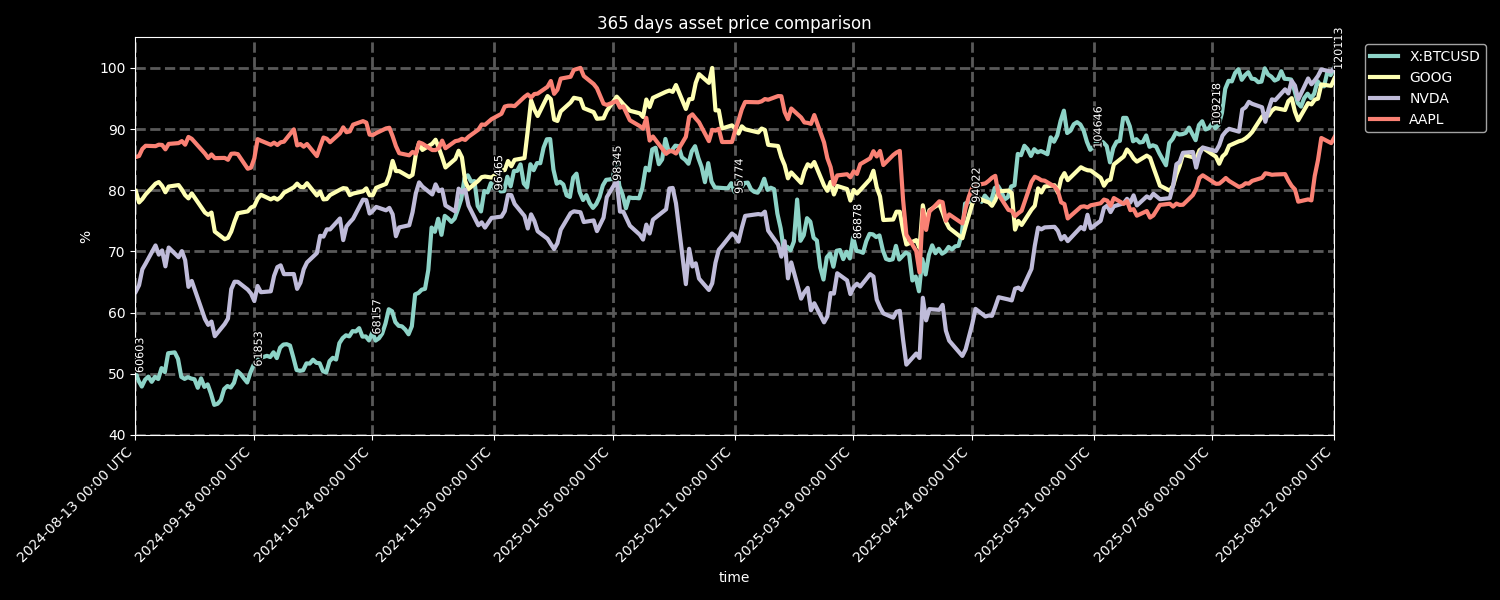 365 days asset price comparison
X:BTCUSD
GOOG
NVDA
AAPL
%
100
90
80
70
60
50
40
60603
61853
68157
96465
98345
95774
86878
94022
104646
109218
120113
2024-08-13 00:00 UTC
2024-09-18 00:00 UTC
2024-10-24 00:00 UTC
2024-11-30 00:00 UTC
2025-01-05 00:00 UTC
2025-02-11 00:00 UTC
2025-03-19 00:00 UTC
2025-04-24 00:00 UTC
2025-05-31 00:00 UTC
2025-07-06 00:00 UTC
2025-08-12 00:00 UTC
time